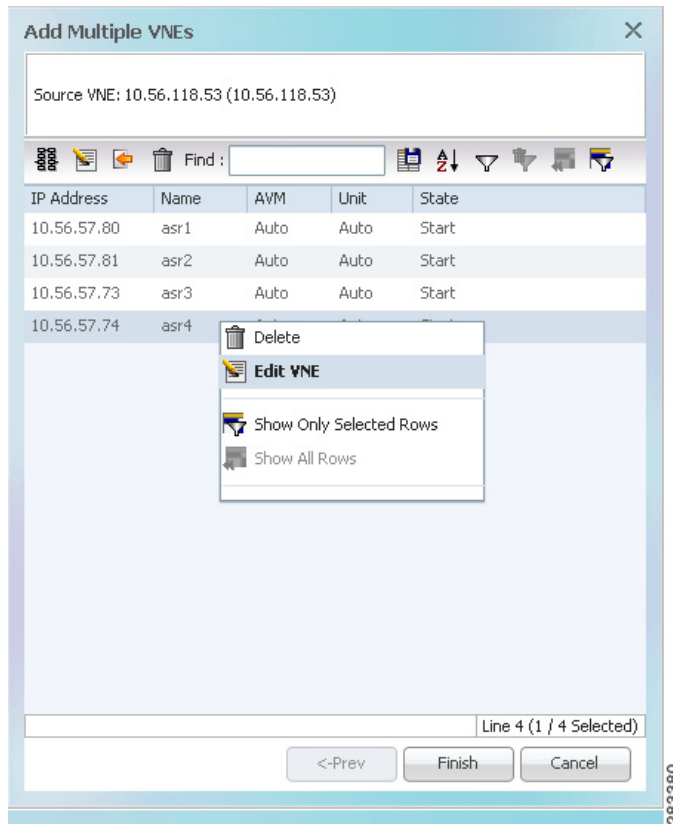 Add Multiple VNEs
Source VNE: 10.56.118.53 (10.56.118.53)
Find :
IP Address Name AVM Unit State
10.56.57.80 asr1 Auto Auto Start
10.56.57.81 asr2 Auto Auto Start
10.56.57.73 asr3 Auto Auto Start
10.56.57.74 asr4
Delete
Edit VNE
Show Only Selected Rows
Show All Rows
Line 4 (1 / 4 Selected)
<-Prev Finish Cancel
283380